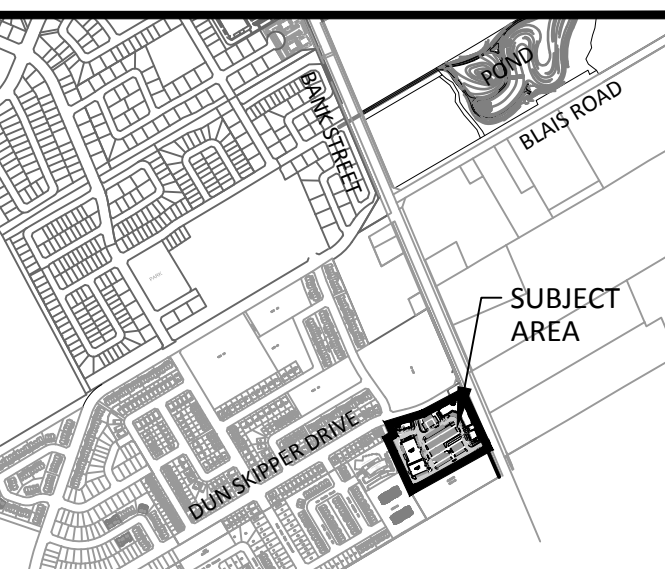 POND
BLAIS ROAD
BANK STREET
PARK
SUBJECT
AREA
DUN SKIPPER DRIVE